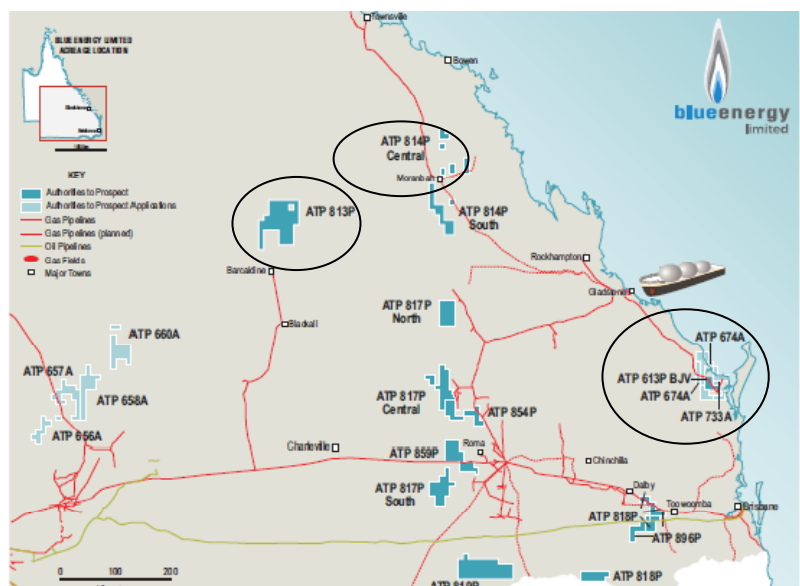 BLUE ENERGY LIMITED
ACREAGE LOCATION
KEY
Authorities to Prospect
Authorities to Prospect Applications
Gas Pipelines
Gas Pipelines (planned)
Oil Pipelines
Gas Fields
Major Towns
Townsville
Bowen
blueenergy
limited
ATP 814P
Central
Moranbah
ATP 813P
ATP 814P
South
Barcaldine
Rockhampton
Gladstone
ATP 817P
North
Blackall
ATP 660A
ATP 657A
ATP 658A
ATP 656A
ATP 674A
ATP 613P BJV
ATP 674A
ATP 733A
ATP 817P
Central
ATP 854P
Charleville
Roma
ATP 859P
Chinchilla
ATP 817P
South
Dalby
Toowoomba
Brisbane
ATP 818P
ATP 896P
0 100 200
ATP 819P
ATP 818P